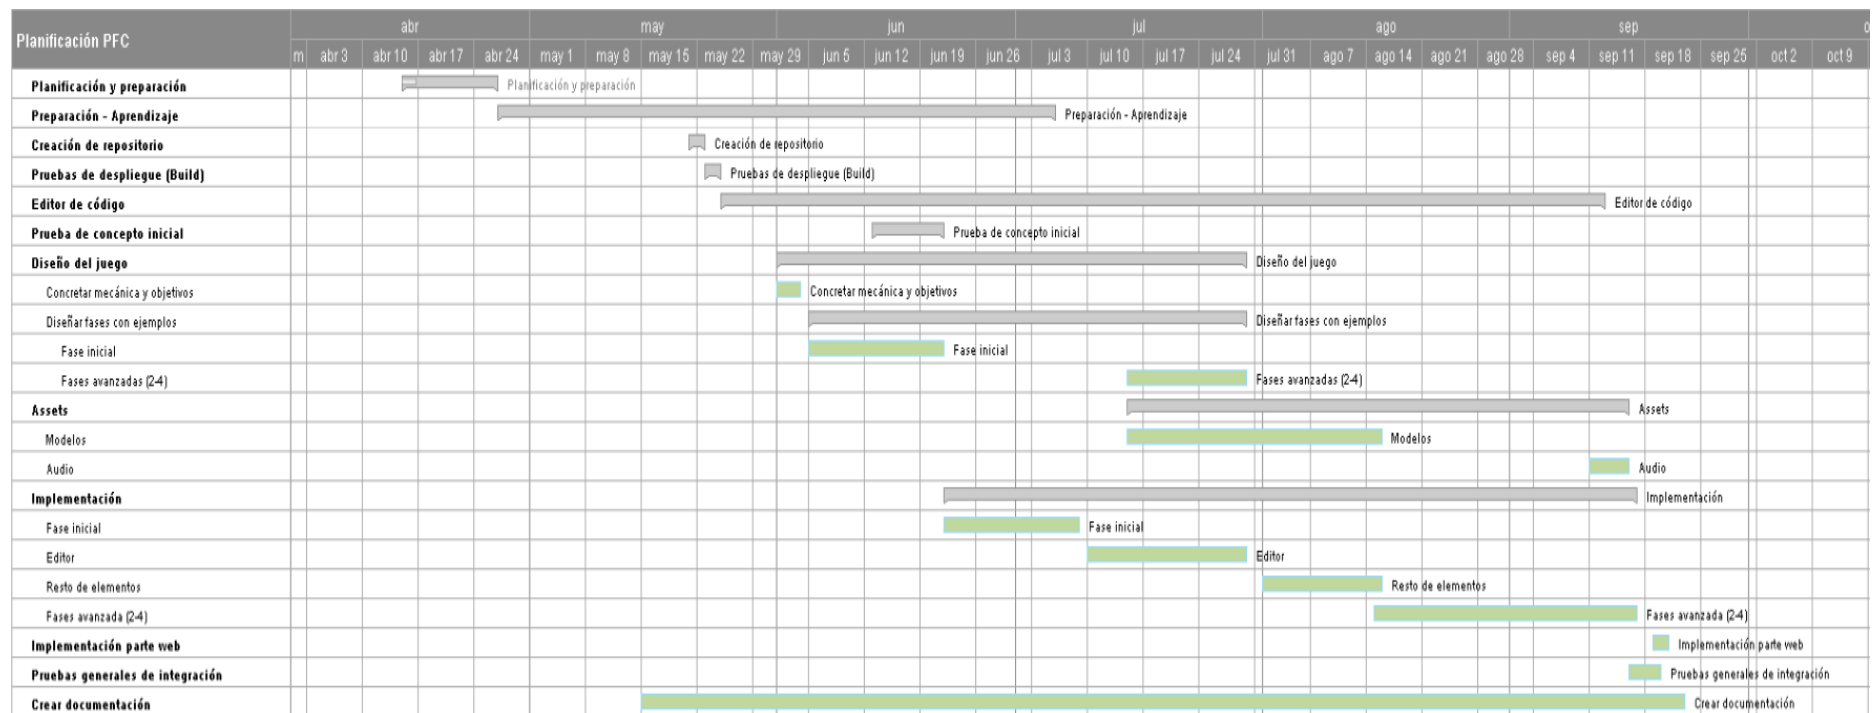 Planificación PFC
abr may jun jul ago sep o
m abr 3 abr 10 abr 17 abr 24 may 1 may 8 may 15 may 22 may 29 jun 5 jun 12 jun 19 jun 26 jul 3 jul 10 jul 17 jul 24 jul 31 ago 7 ago 14 ago 21 ago 28 sep 4 sep 11 sep 18 sep 25 oct 2 oct 9
Planificación y preparación Planificación y preparación
Preparación - Aprendizaje Preparación - Aprendizaje
Creación de repositorio Creación de repositorio
Pruebas de despliegue (Build) Pruebas de despliegue (Build)
Editor de código Editor de código
Prueba de concepto inicial Prueba de concepto inicial
Diseño del juego Diseño del juego
Concretar mecánica y objetivos Concretar mecánica y objetivos
Diseñar fases con ejemplos Diseñar fases con ejemplos
Fase inicial Fase inicial
Fases avanzadas (2-4) Fases avanzadas (2-4)
Assets Assets
Modelos Modelos
Audio Audio
Implementación Implementación
Fase inicial Fase inicial
Editor Editor
Resto de elementos Resto de elementos
Fases avanzada (2-4) Fases avanzada (2-4)
Implementación parte web Implementación parte web
Pruebas generales de integración Pruebas generales de integración
Crear documentación Crear documentación